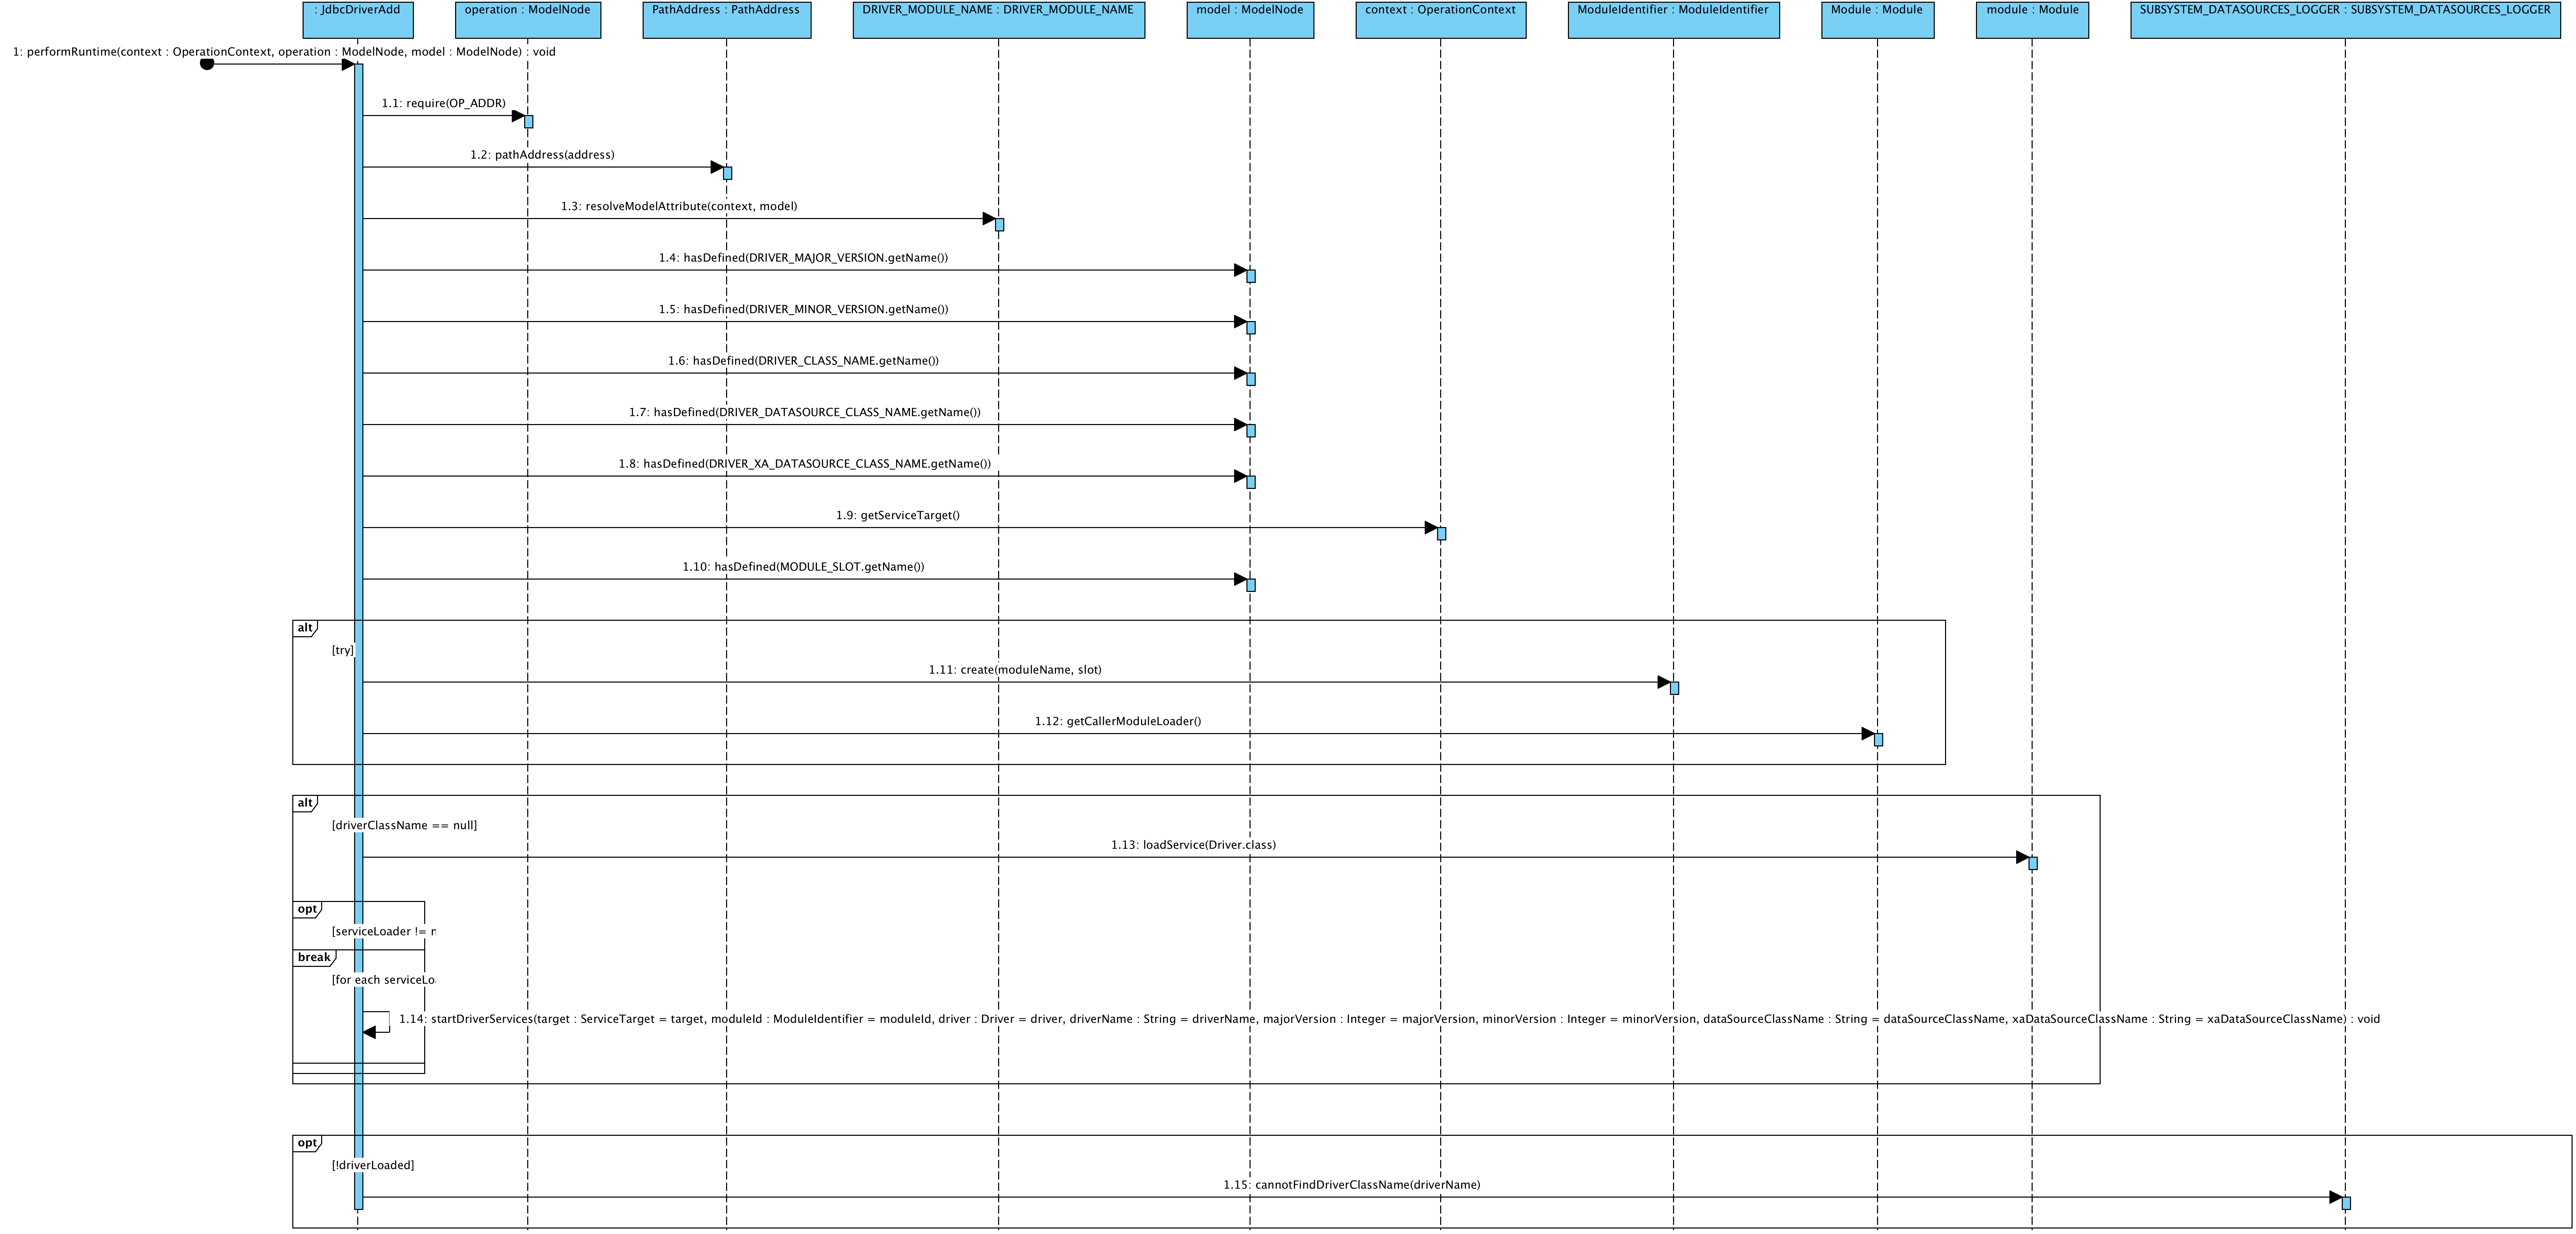 : JdbcDriverAdd
operation : ModelNode
PathAddress : PathAddress
DRIVER_MODULE_NAME : DRIVER_MODULE_NAME
model : ModelNode
context : OperationContext
ModuleIdentifier : ModuleIdentifier
Module : Module
module : Module
SUBSYSTEM_DATASOURCES_LOGGER : SUBSYSTEM_DATASOURCES_LOGGER
1: performRuntime(context : OperationContext, operation : ModelNode, model : ModelNode) : void
1.1: require(OP_ADDR)
1.2: pathAddress(address)
1.3: resolveModelAttribute(context, model)
1.4: hasDefined(DRIVER_MAJOR_VERSION.getName())
1.5: hasDefined(DRIVER_MINOR_VERSION.getName())
1.6: hasDefined(DRIVER_CLASS_NAME.getName())
1.7: hasDefined(DRIVER_DATASOURCE_CLASS_NAME.getName())
1.8: hasDefined(DRIVER_XA_DATASOURCE_CLASS_NAME.getName())
1.9: getServiceTarget()
1.10: hasDefined(MODULE_SLOT.getName())
alt
[try]
1.11: create(moduleName, slot)
1.12: getCallerModuleLoader()
alt
[driverClassName == null]
1.13: loadService(Driver.class)
opt
[serviceLoader !=
break
[for each serviceLo
1.14: startDriverServices(target : ServiceTarget = target, moduleId : ModuleIdentifier = moduleId, driver : Driver = driver, driverName : String = driverName, majorVersion : Integer = majorVersion, minorVersion : Integer = minorVersion, dataSourceClassName : String = dataSourceClassName, xaDataSourceClassName : String = xaDataSourceClassName) : void
opt
[!driverLoaded]
1.15: cannotFindDriverClassName(driverName)